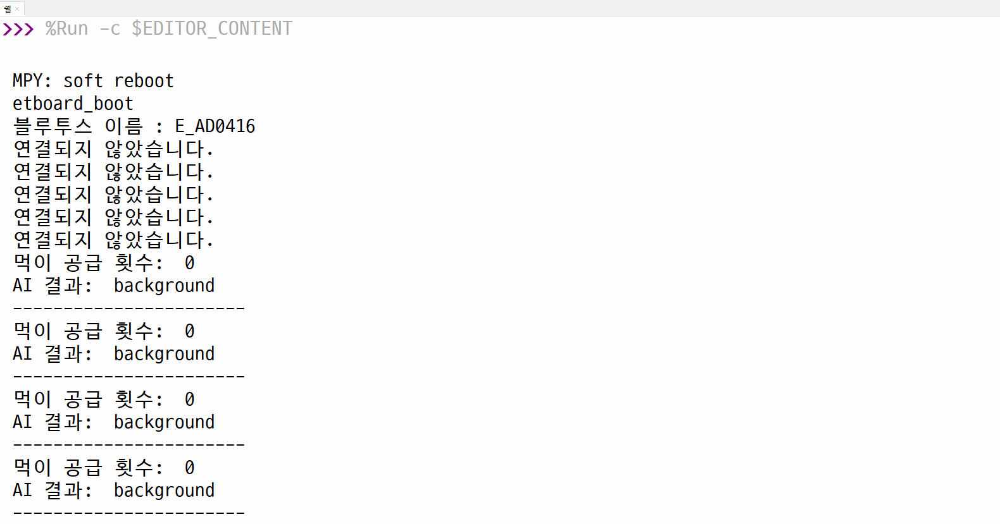 쉘 ×
>>> %Run -c $EDITOR_CONTENT
MPY: soft reboot
etboard_boot
블루투스 이름 : E_AD0416
연결되지 않았습니다.
연결되지 않았습니다.
연결되지 않았습니다.
연결되지 않았습니다.
연결되지 않았습니다.
먹이 공급 횟수:  0
AI 결과:  background
-----------------------
먹이 공급 횟수:  0
AI 결과:  background
-----------------------
먹이 공급 횟수:  0
AI 결과:  background
-----------------------
먹이 공급 횟수:  0
AI 결과:  background
-----------------------